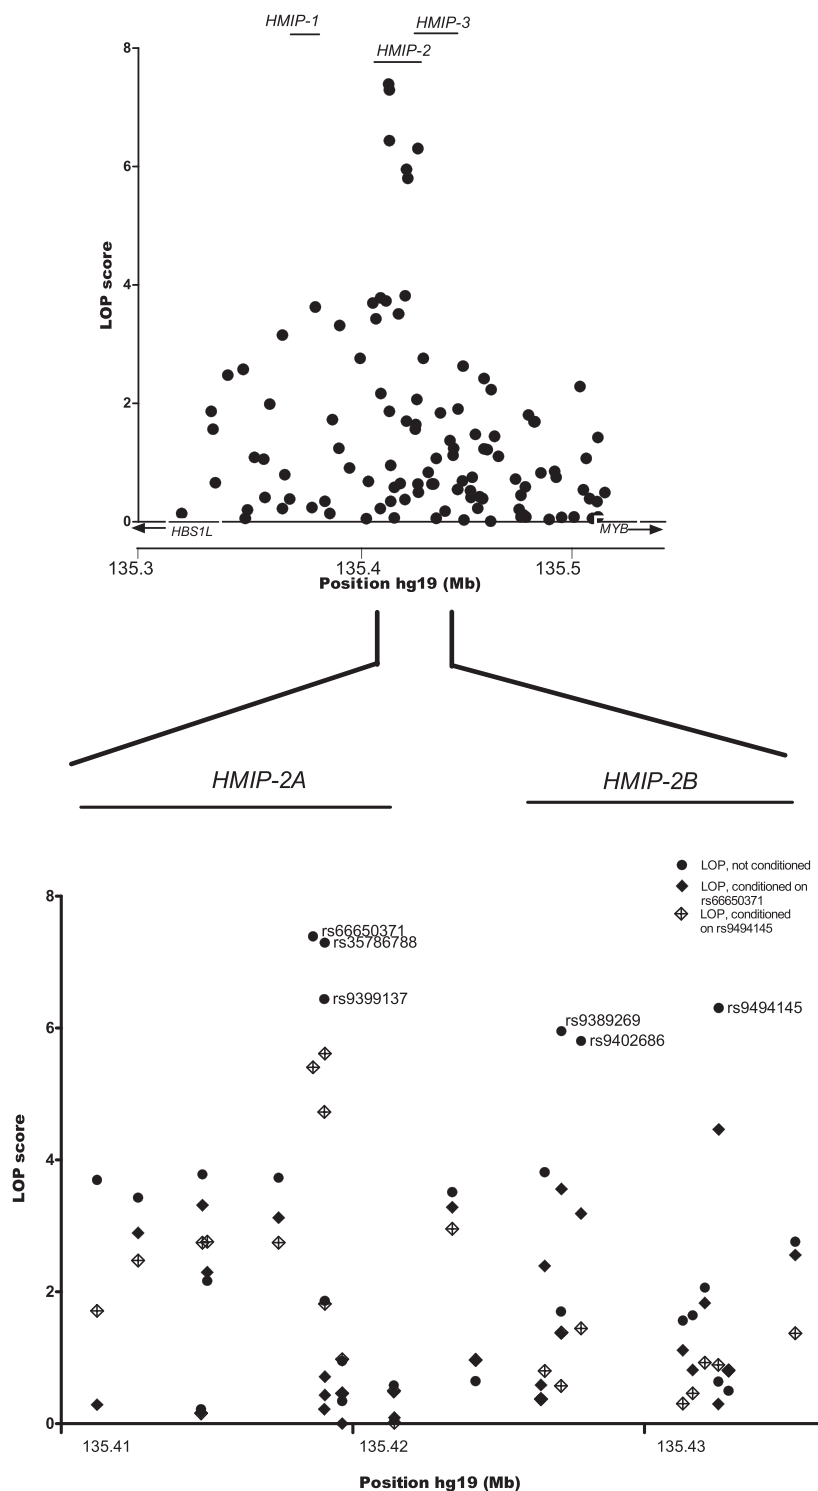 HMIP-1
HMIP-3
HMIP-2
8
6
4
2
0
LOP score
HBS1L
MYB
135.3
135.4
135.5
Position hg19 (Mb)
HMIP-2A
HMIP-2B
LOP, not conditioned
LOP, conditioned on
rs66650371
LOP, conditioned
on rs9494145
8
6
4
2
0
LOP score
rs66650371
rs35786788
rs9399137
rs9389269
rs9402686
rs9494145
135.41
135.42
135.43
Position hg19 (Mb)